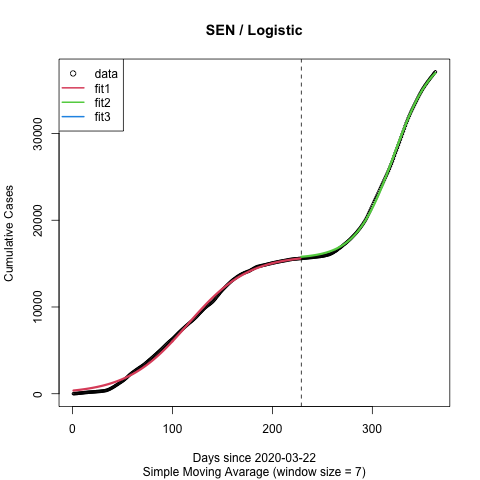 SEN / Logistic
data
fit1
fit2
fit3
Cumulative Cases
0
10000
20000
30000
0
100
200
300
Days since 2020-03-22
Simple Moving Avarage (window size = 7)